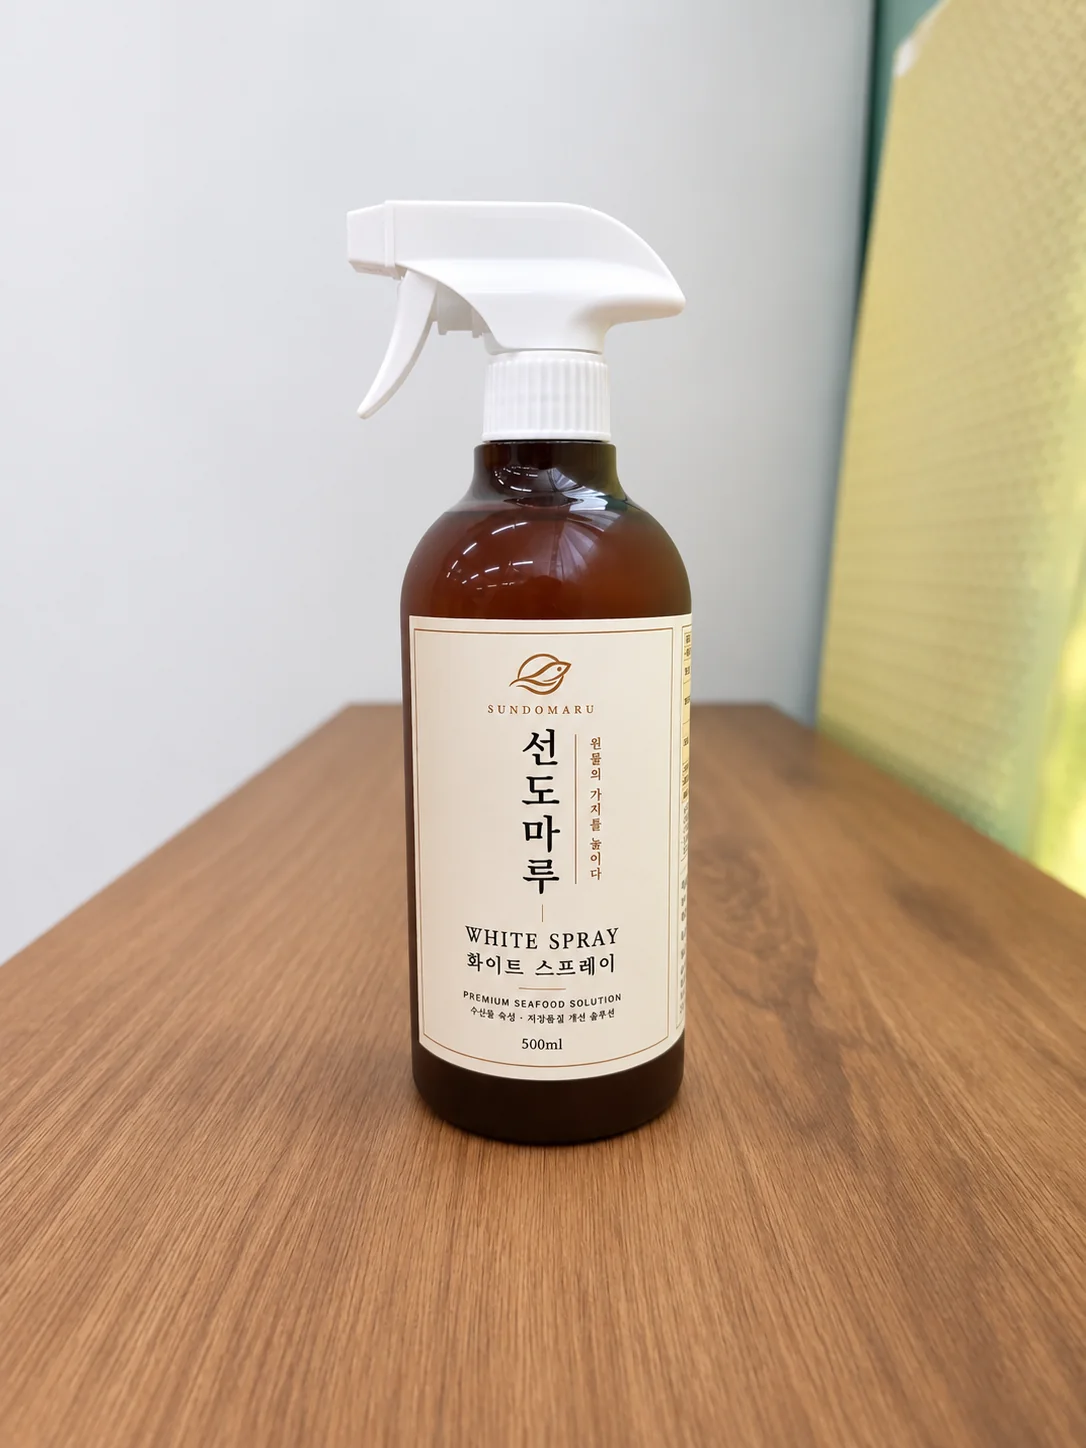 SUNDOMARU
선도마루
원물의 가치를 높이다
WHITE SPRAY
화이트 스프레이
PREMIUM SEAFOOD SOLUTION
수산물 숙성 · 저장품질 개선 솔루션
500ml